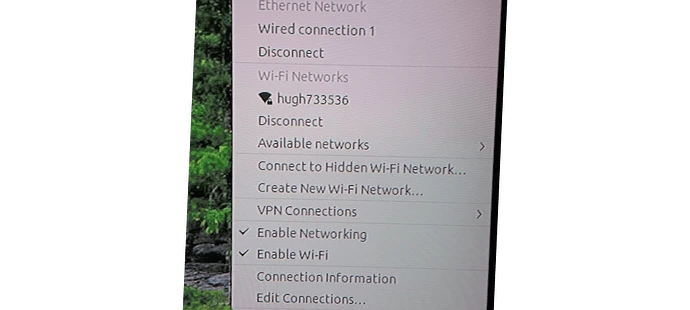 Ethernet Network
Wired connection 1
Disconnect
Wi-Fi Networks
hugh733536
Disconnect
Available networks
Connect to Hidden Wi-Fi Network...
Create New Wi-Fi Network...
VPN Connections
Enable Networking
Enable Wi-Fi
Connection Information
Edit Connections...